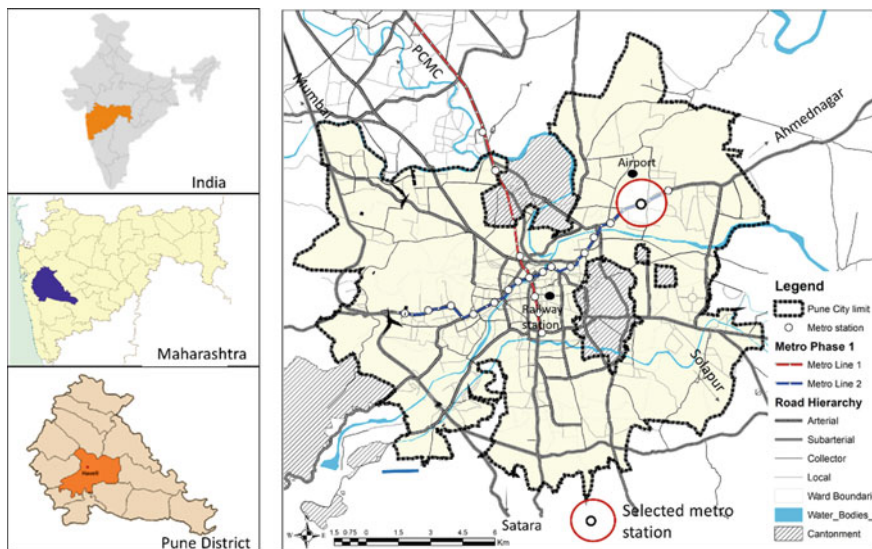 India
Maharashtra
Haveli
Pune District
PCMC
Mumbai
Ahmednagar
Airport
Railway
station
Solapur
Satara
Selected metro
station
1.5 0.75 0 1.5 3 4.5 6
Km
Legend
Pune City limit
Metro station
Metro Phase 1
Metro Line 1
Metro Line 2
Road Hierarchy
Arterial
Subarterial
Collector
Local
Ward Boundari
Water_Bodies_
Cantonment